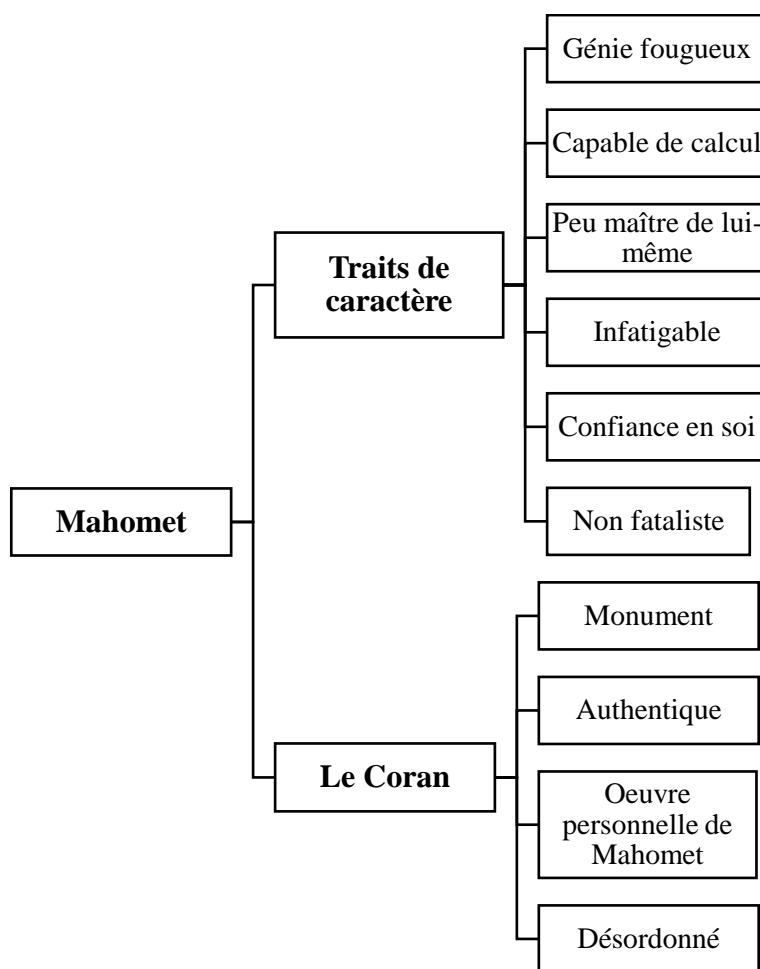 Génie fougueux
Capable de calcul
Peu maître de lui-
même
Traits de
caractère
Infatigable
Confiance en soi
Mahomet
Non fataliste
Monument
Authentique
Le Coran
Oeuvre
personnelle de
Mahomet
Désordonné